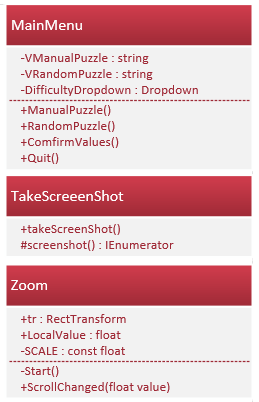 MainMenu
-VManualPuzzle : string
-VRandomPuzzle : string
-DifficultyDropdown : Dropdown
+ManualPuzzle()
+RandomPuzzle()
+ComfirmValues()
+Quit()
TakeScreeenShot
+takeScreenShot()
#screenshot() : IEnumerator
Zoom
+tr : RectTransform
+LocalValue : float
-SCALE : const float
-Start()
+ScrollChanged(float value)